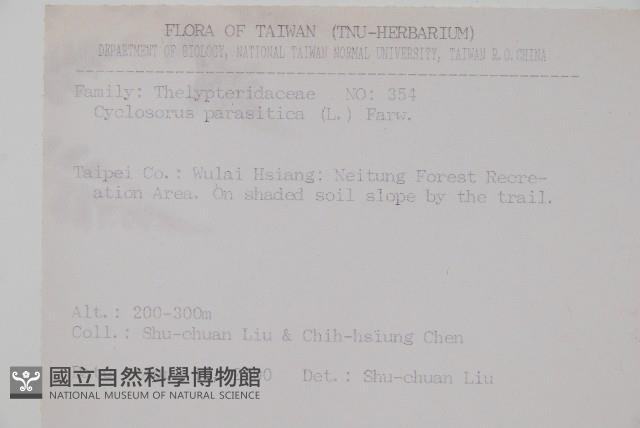 FLORA OF TAIWAN (TNU-HERBARIUM)
DEPARTMENT OF BIOLOGY, NATIONAL TAIWAN NORMAL UNIVERSITY, TAIWAN R.O.CHINA
Family: Thelypteridaceae NO: 354
Cyclosorus parasitica (L.) Farw.
Taipei Co.: Wulai Hsiang: Neitung Forest Recre-
ation Area. On shaded soil slope by the trail.
Alt.: 200-300m
Coll.: Shu-chuan Liu & Chih-hsiung Chen
Det.: Shu-chuan Liu
國立自然科學博物館
NATIONAL MUSEUM OF NATURAL SCIENCE